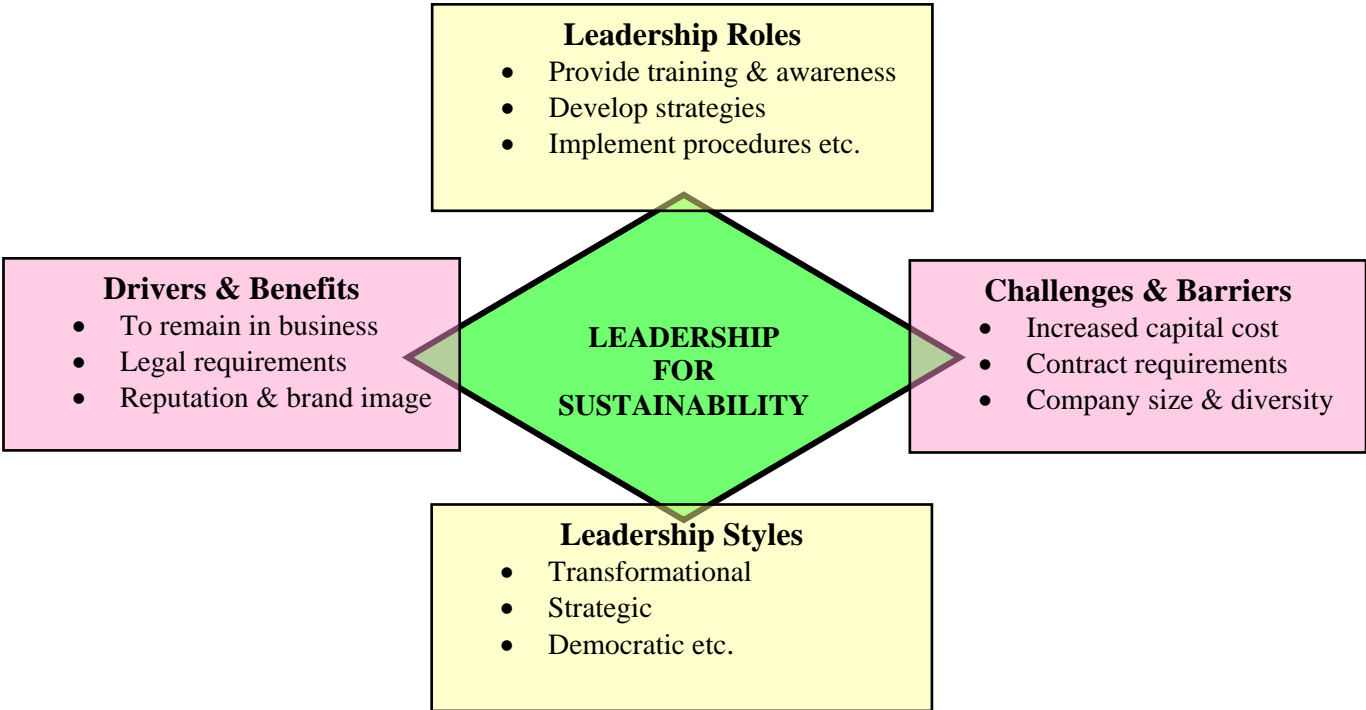 Leadership Roles
• Provide training & awareness
• Develop strategies
• Implement procedures etc.
Drivers & Benefits
• To remain in business
• Legal requirements
• Reputation & brand image
LEADERSHIP
FOR
SUSTAINABILITY
Challenges & Barriers
• Increased capital cost
• Contract requirements
• Company size & diversity
Leadership Styles
• Transformational
• Strategic
• Democratic etc.